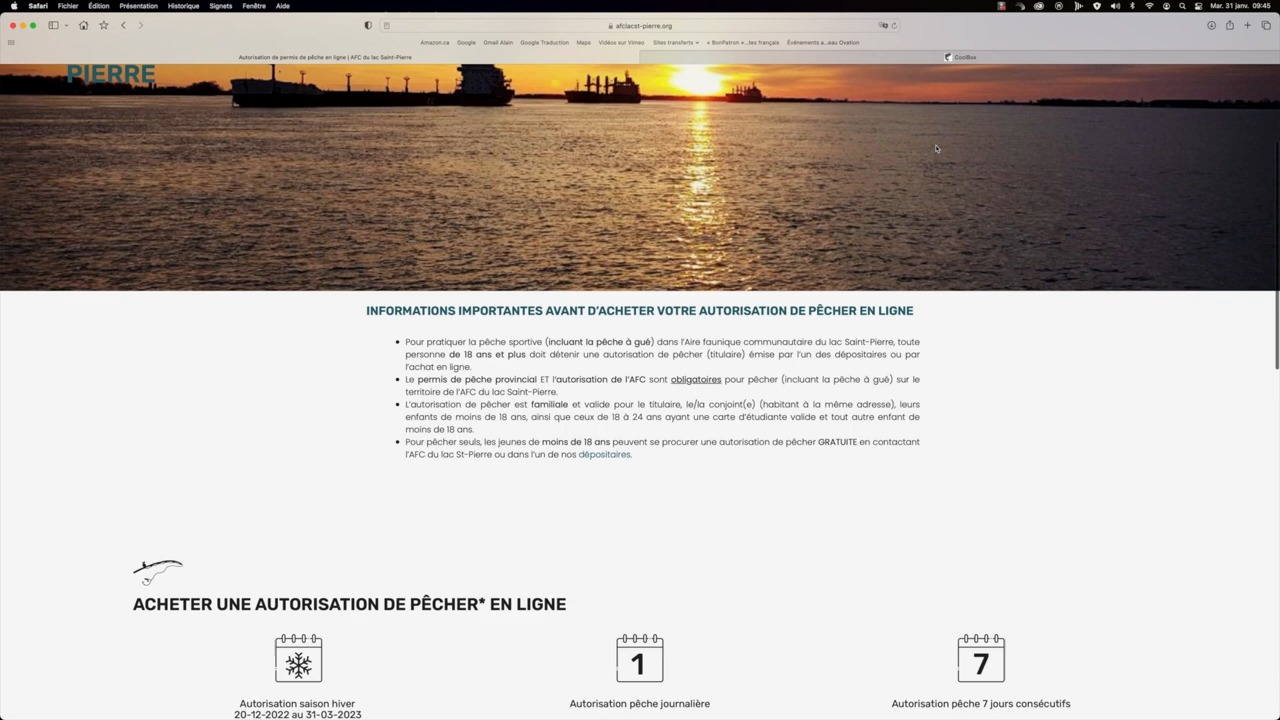 Safari Fichier Édition Présentation Historique Signets Fenêtre Aide Mar. 31 janv. 09:45
afclacst-pierre.org
Amazon.ca Google Gmail Alain Google Traduction Maps Vidéos sur Vimeo Sites transferts « BonPatron »...tes français Événements a...eau Ovation
Autorisation de permis de pêche en ligne | AFC du lac Saint-Pierre CoolBox
PIERRE
INFORMATIONS IMPORTANTES AVANT D'ACHETER VOTRE AUTORISATION DE PÊCHER EN LIGNE
• Pour pratiquer la pêche sportive (incluant la pêche à gué) dans l'Aire faunique communautaire du lac Saint-Pierre, toute
personne de 18 ans et plus doit détenir une autorisation de pêcher (titulaire) émise par l'un des dépositaires ou par
l'achat en ligne.
• Le permis de pêche provincial ET l'autorisation de l'AFC sont obligatoires pour pêcher (incluant la pêche à gué) sur le
territoire de l'AFC du lac Saint-Pierre.
• L'autorisation de pêcher est familiale et valide pour le titulaire, le/la conjoint(e) (habitant à la même adresse), leurs
enfants de moins de 18 ans, ainsi que ceux de 18 à 24 ans ayant une carte d'étudiante valide et tout autre enfant de
moins de 18 ans.
• Pour pêcher seuls, les jeunes de moins de 18 ans peuvent se procurer une autorisation de pêcher GRATUITE en contactant
l'AFC du lac St-Pierre ou dans l'un de nos dépositaires.
ACHETER UNE AUTORISATION DE PÊCHER* EN LIGNE
1 7
Autorisation saison hiver Autorisation pêche journalière Autorisation pêche 7 jours consécutifs
20-12-2022 au 31-03-2023